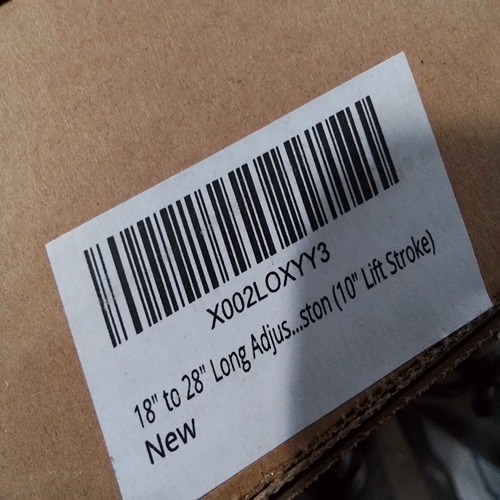 X002LOXYY3
18" to 28" Long Adjus...ston (10" Lift Stroke)
New